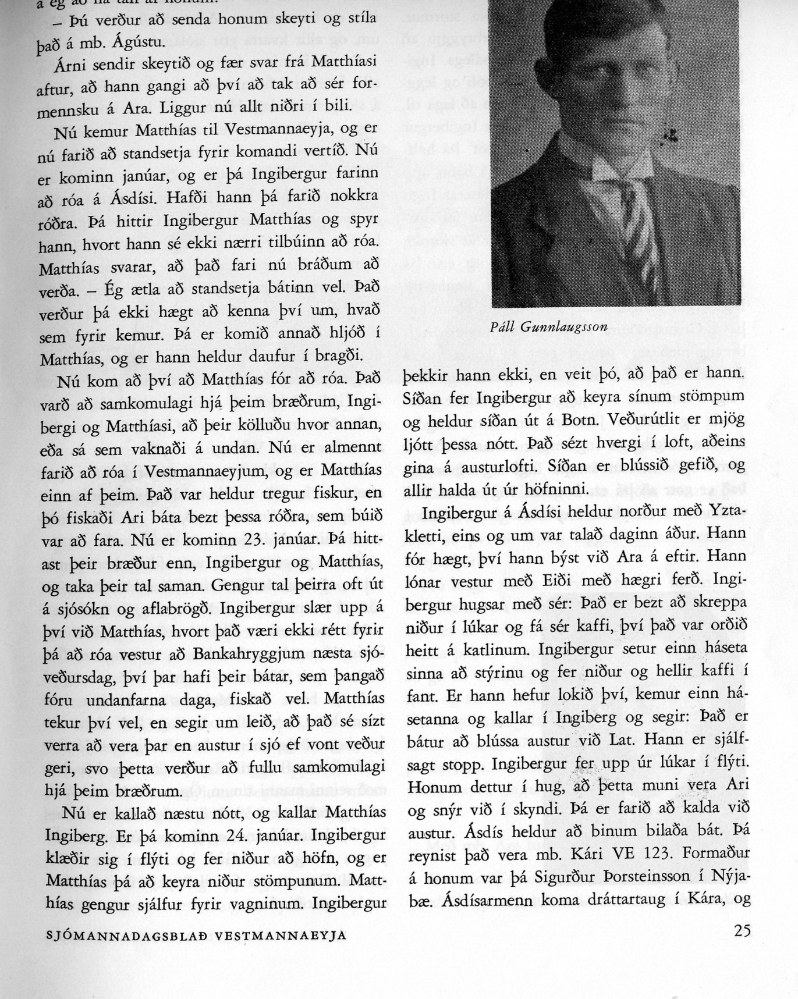 – Þú verður að senda honum skeyti og stíla
það á mb. Ágústu.
Árni sendir skeytið og fær svar frá Matthíasi
aftur, að hann gangi að því að tak að sér for-
mennsku á Ara. Liggur nú allt niðri í bili.
Nú kemur Matthías til Vestmannaeyja, og er
nú farið að standsetja fyrir komandi vertíð. Nú
er kominn janúar, og er þá Ingibergur farinn
að róa á Ásdísi. Hafði hann þá farið nokkra
róðra. Þá hittir Ingibergur Matthías og spyr
hann, hvort hann sé ekki nærri tilbúinn að róa.
Matthías svarar, að það fari nú bráðum að
verða. – Ég ætla að standsetja bátinn vel. Það
verður þá ekki hægt að kenna því um, hvað
sem fyrir kemur. Þá er komið annað hljóð í
Matthías, og er hann heldur daufur í bragði.
Nú kom að því að Matthías fór að róa. Það
varð að samkomulagi hjá þeim bræðrum, Ingi-
bergi og Matthíasi, að þeir kölluðu hvor annan,
eða sá sem vaknaði á undan. Nú er almennt
farið að róa í Vestmannaeyjum, og er Matthías
einn af þeim. Það var heldur tregur fiskur, en
þó fiskaði Ari báta bezt þessa róðra, sem búið
var að fara. Nú er kominn 23. janúar. Þá hitt-
ast þeir bræður enn, Ingibergur og Matthías,
og taka þeir tal saman. Gengur tal þeirra oft út
á sjósókn og aflabrögð. Ingibergur slær upp á
því við Matthías, hvort það væri ekki rétt fyrir
þá að róa vestur að Bankahryggjum næsta sjó-
veðursdag, því þar hafi þeir bátar, sem þangað
fóru undanfarna daga, fiskað vel. Matthías
tekur því vel, en segir um leið, að það sé sízt
verra að vera þar en austur í sjó ef vont veður
geri, svo þetta verður að fullu samkomulagi
hjá þeim bræðrum.
Nú er kallað næstu nótt, og kallar Matthías
Ingiberg. Er þá kominn 24. janúar. Ingibergur
klæðir sig í flýti og fer niður að höfn, og er
Matthías þá að keyra niður stömpunum. Matt-
hías gengur sjálfur fyrir vagninum. Ingibergur
Páll Gunnlaugsson
þekkir hann ekki, en veit þó, að það er hann.
Síðan fer Ingibergur að keyra sínum stömpum
og heldur síðan út á Botn. Veðurútlit er mjög
ljótt þessa nótt. Það sézt hvergi í loft, aðeins
gina á austurlofti. Síðan er blússið gefið, og
allir halda út úr höfninni.
Ingibergur á Ásdísi heldur norður með Yzta-
kletti, eins og um var talað daginn áður. Hann
fór hægt, því hann býst við Ara á eftir. Hann
lónar vestur með Eiði með hægri ferð. Ingi-
bergur hugsar með sér: Það er bezt að skreppa
niður í lúkar og fá sér kaffi, því það var orðið
heitt á katlinum. Ingibergur setur einn háseta
sinna að stýrinu og fer niður og hellir kaffi í
fant. Er hann hefur lokið því, kemur einn há-
setanna og kallar í Ingiberg og segir: Það er
bátur að blússa austur við Lat. Hann er sjálf-
sagt stopp. Ingibergur fer upp úr lúkar í flýti.
Honum dettur í hug, að þetta muni vera Ari
og snýr við í skyndi. Þá er farið að kalda við
austur. Ásdís heldur að binum bilaða bát. Þá
reynist það vera mb. Kári VE 123. Formaður
á honum var þá Sigurður Þorsteinsson í Nýja-
bæ. Ásdísarmenn koma dráttartaug í Kára, og
SJÓMANNADAGSBLAÐ VESTMANNAEYJA
25